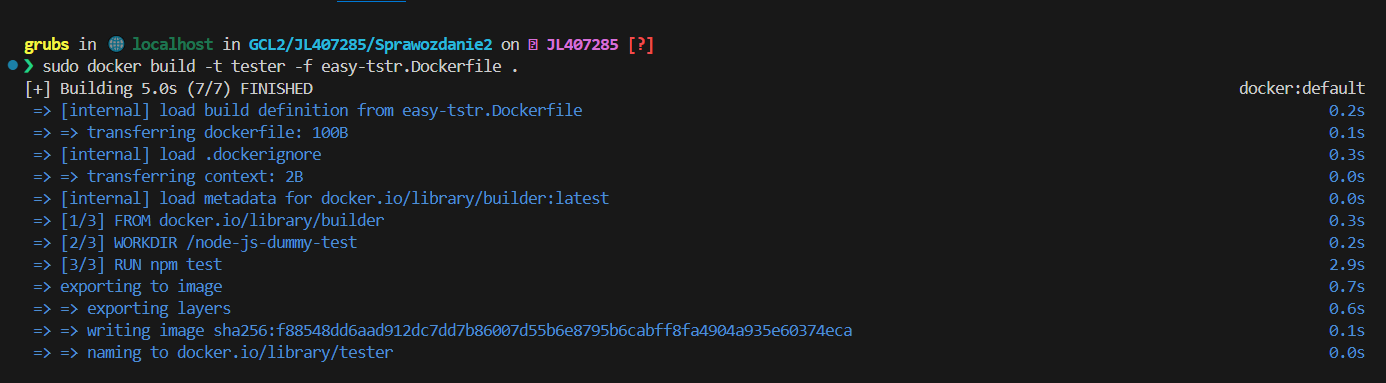 grubs in 🌐 localhost in GCL2/JL407285/Sprawozdanie2 on JL407285 [?]
❯ sudo docker build -t tester -f easy-tstr.Dockerfile .
[+] Building 5.0s (7/7) FINISHED docker:default
=> [internal] load build definition from easy-tstr.Dockerfile 0.2s
=> => transferring dockerfile: 100B 0.1s
=> [internal] load .dockerignore 0.3s
=> => transferring context: 2B 0.0s
=> [internal] load metadata for docker.io/library/builder:latest 0.0s
=> [1/3] FROM docker.io/library/builder 0.3s
=> [2/3] WORKDIR /node-js-dummy-test 0.2s
=> [3/3] RUN npm test 2.9s
=> exporting to image 0.7s
=> => exporting layers 0.6s
=> => writing image sha256:f88548dd6aad912dc7dd7b86007d55b6e8795b6cabff8fa4904a935e60374eca 0.1s
=> => naming to docker.io/library/tester 0.0s